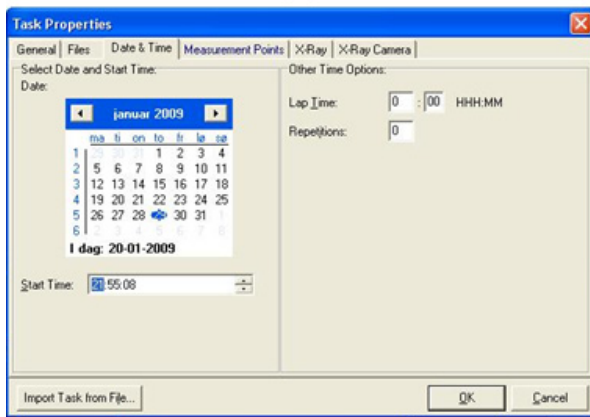 Task Properties
General Files Date & Time Measurement Points X-Ray X-Ray Camera
Select Date and Start Time:
Date:
januar 2009
ma ti on to fr lø sø
1 29 30 31 1 2 3 4
2 5 6 7 8 9 10 11
3 12 13 14 15 16 17 18
4 19 20 21 22 23 24 25
5 26 27 28 30 31 1
6 2 3 4 5 6 7 8
I dag: 20-01-2009
Start Time: 21:55:08
Other Time Options:
Lap Time: 0 : 00 HHH:MM
Repetitions: 0
Import Task from File...
OK Cancel